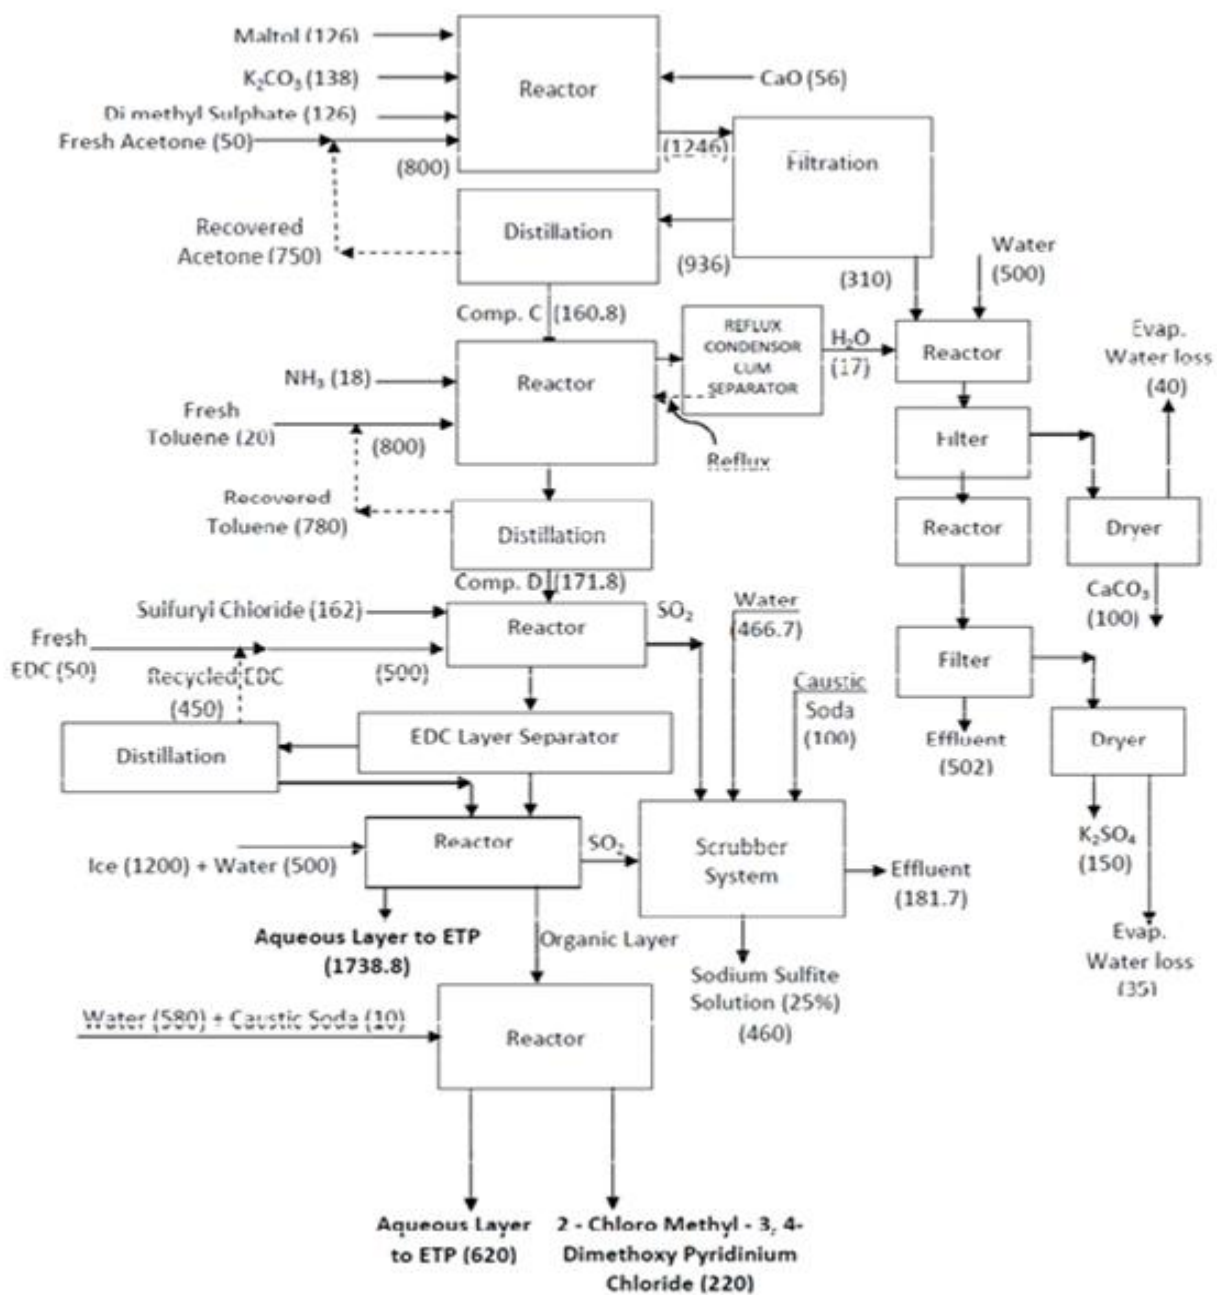 Maltol (126)
K₂CO₃ (138)
Di methyl Sulphate (126)
Fresh Acetone (50)
(800)
Reactor
CaO (56)
(1246)
Filtration
Distillation
Recovered
Acetone (750)
(936)
(310)
Water
(500)
Comp. C (160.8)
REFLUX
CONDENSOR
CUM
SEPARATOR
H₂O
(17)
Reactor
Evap.
Water loss
(40)
NH₃ (18)
Reactor
Fresh
Toluene (20)
(800)
Reflux
Filter
Recovered
Toluene (780)
Distillation
Reactor
Dryer
Comp. D (171.8)
CaCO₃
(100)
Sulfuryl Chloride (162)
Reactor
SO₂
Water
(466.7)
Fresh
EDC (50)
Recycled EDC
(450)
(500)
Filter
Caustic
Soda
(100)
Distillation
EDC Layer Separator
Effluent
(502)
Dryer
Ice (1200) + Water (500)
Reactor
SO₂
Scrubber
System
Effluent
(181.7)
K₂SO₄
(150)
Aqueous Layer to ETP
(1738.8)
Organic Layer
Sodium Sulfite
Solution (25%)
(460)
Evap.
Water loss
(35)
Water (580) + Caustic Soda (10)
Reactor
Aqueous Layer
to ETP (620)
2 - Chloro Methyl - 3, 4-
Dimethoxy Pyridinium
Chloride (220)